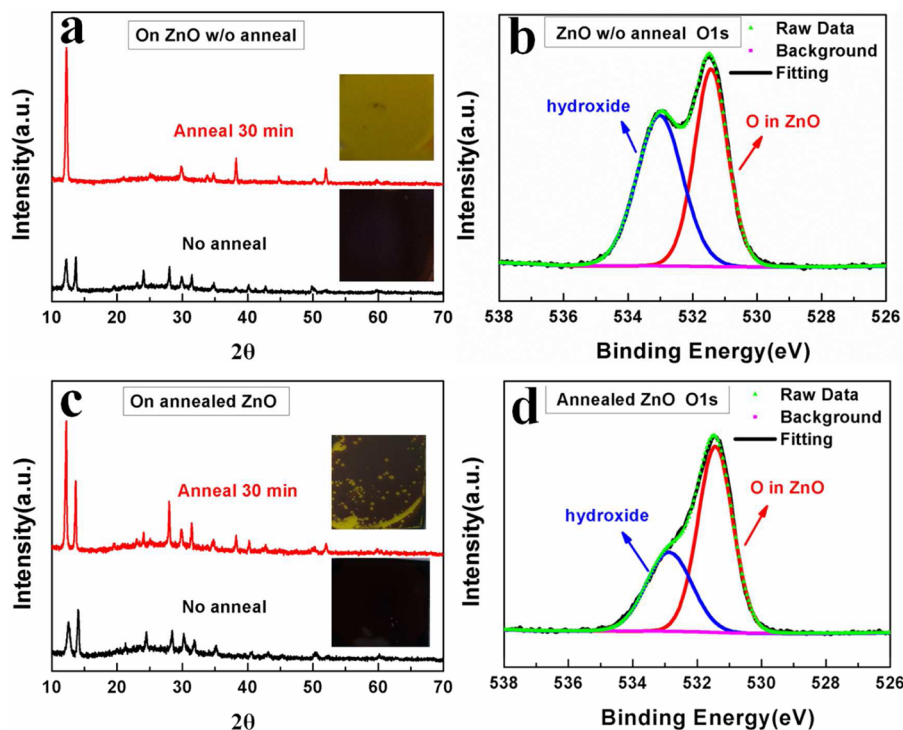 a
On ZnO w/o anneal
Anneal 30 min
No anneal
Intensity(a.u.)
10 20 30 40 50 60 70
2θ
b
ZnO w/o anneal O1s
Raw Data
Background
Fitting
hydroxide
O in ZnO
Intensity(a.u.)
538 536 534 532 530 528 526
Binding Energy(eV)
c
On annealed ZnO
Anneal 30 min
No anneal
Intensity(a.u.)
10 20 30 40 50 60 70
2θ
d
Annealed ZnO O1s
Raw Data
Background
Fitting
hydroxide
O in ZnO
Intensity(a.u.)
538 536 534 532 530 528 526
Binding Energy(eV)